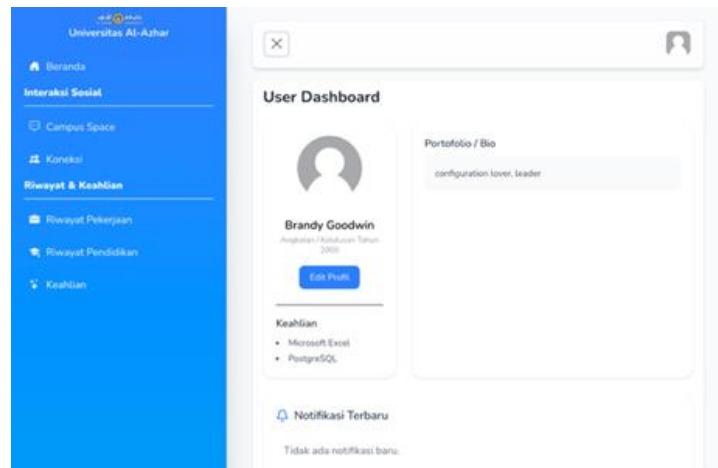 Universitas Al-Azhar
Beranda
Interaksi Sosial
Campus Space
Koneksi
Riwayat & Keahlian
Riwayat Pekerjaan
Riwayat Pendidikan
Keahlian
User Dashboard
Brandy Goodwin
Angkatan / Kelulusan Tahun
2000
Edit Profil
Keahlian
• Microsoft Excel
• PostgreSQL
Portofolio / Bio
configuration lover, leader
Notifikasi Terbaru
Tidak ada notifikasi baru.